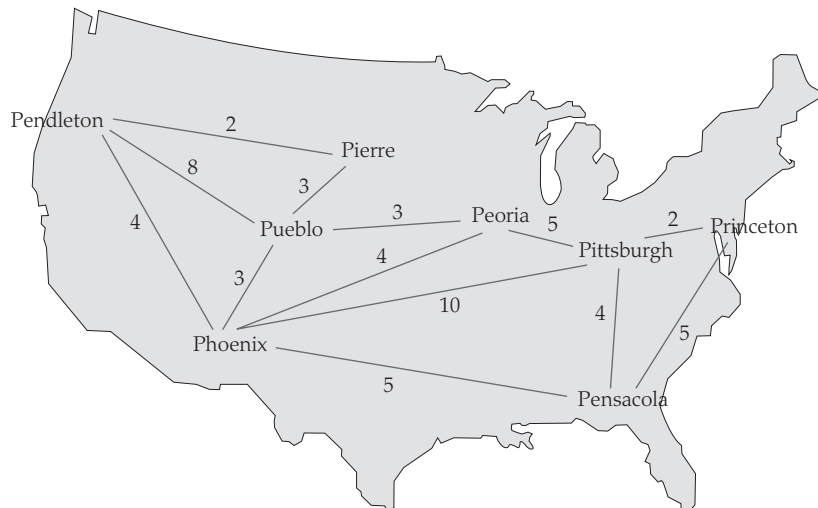 Pendleton
2
Pierre
8
3
4
Pueblo
3
Peoria
5
2
Princeton
Pittsburgh
4
3
10
4
5
Phoenix
5
Pensacola